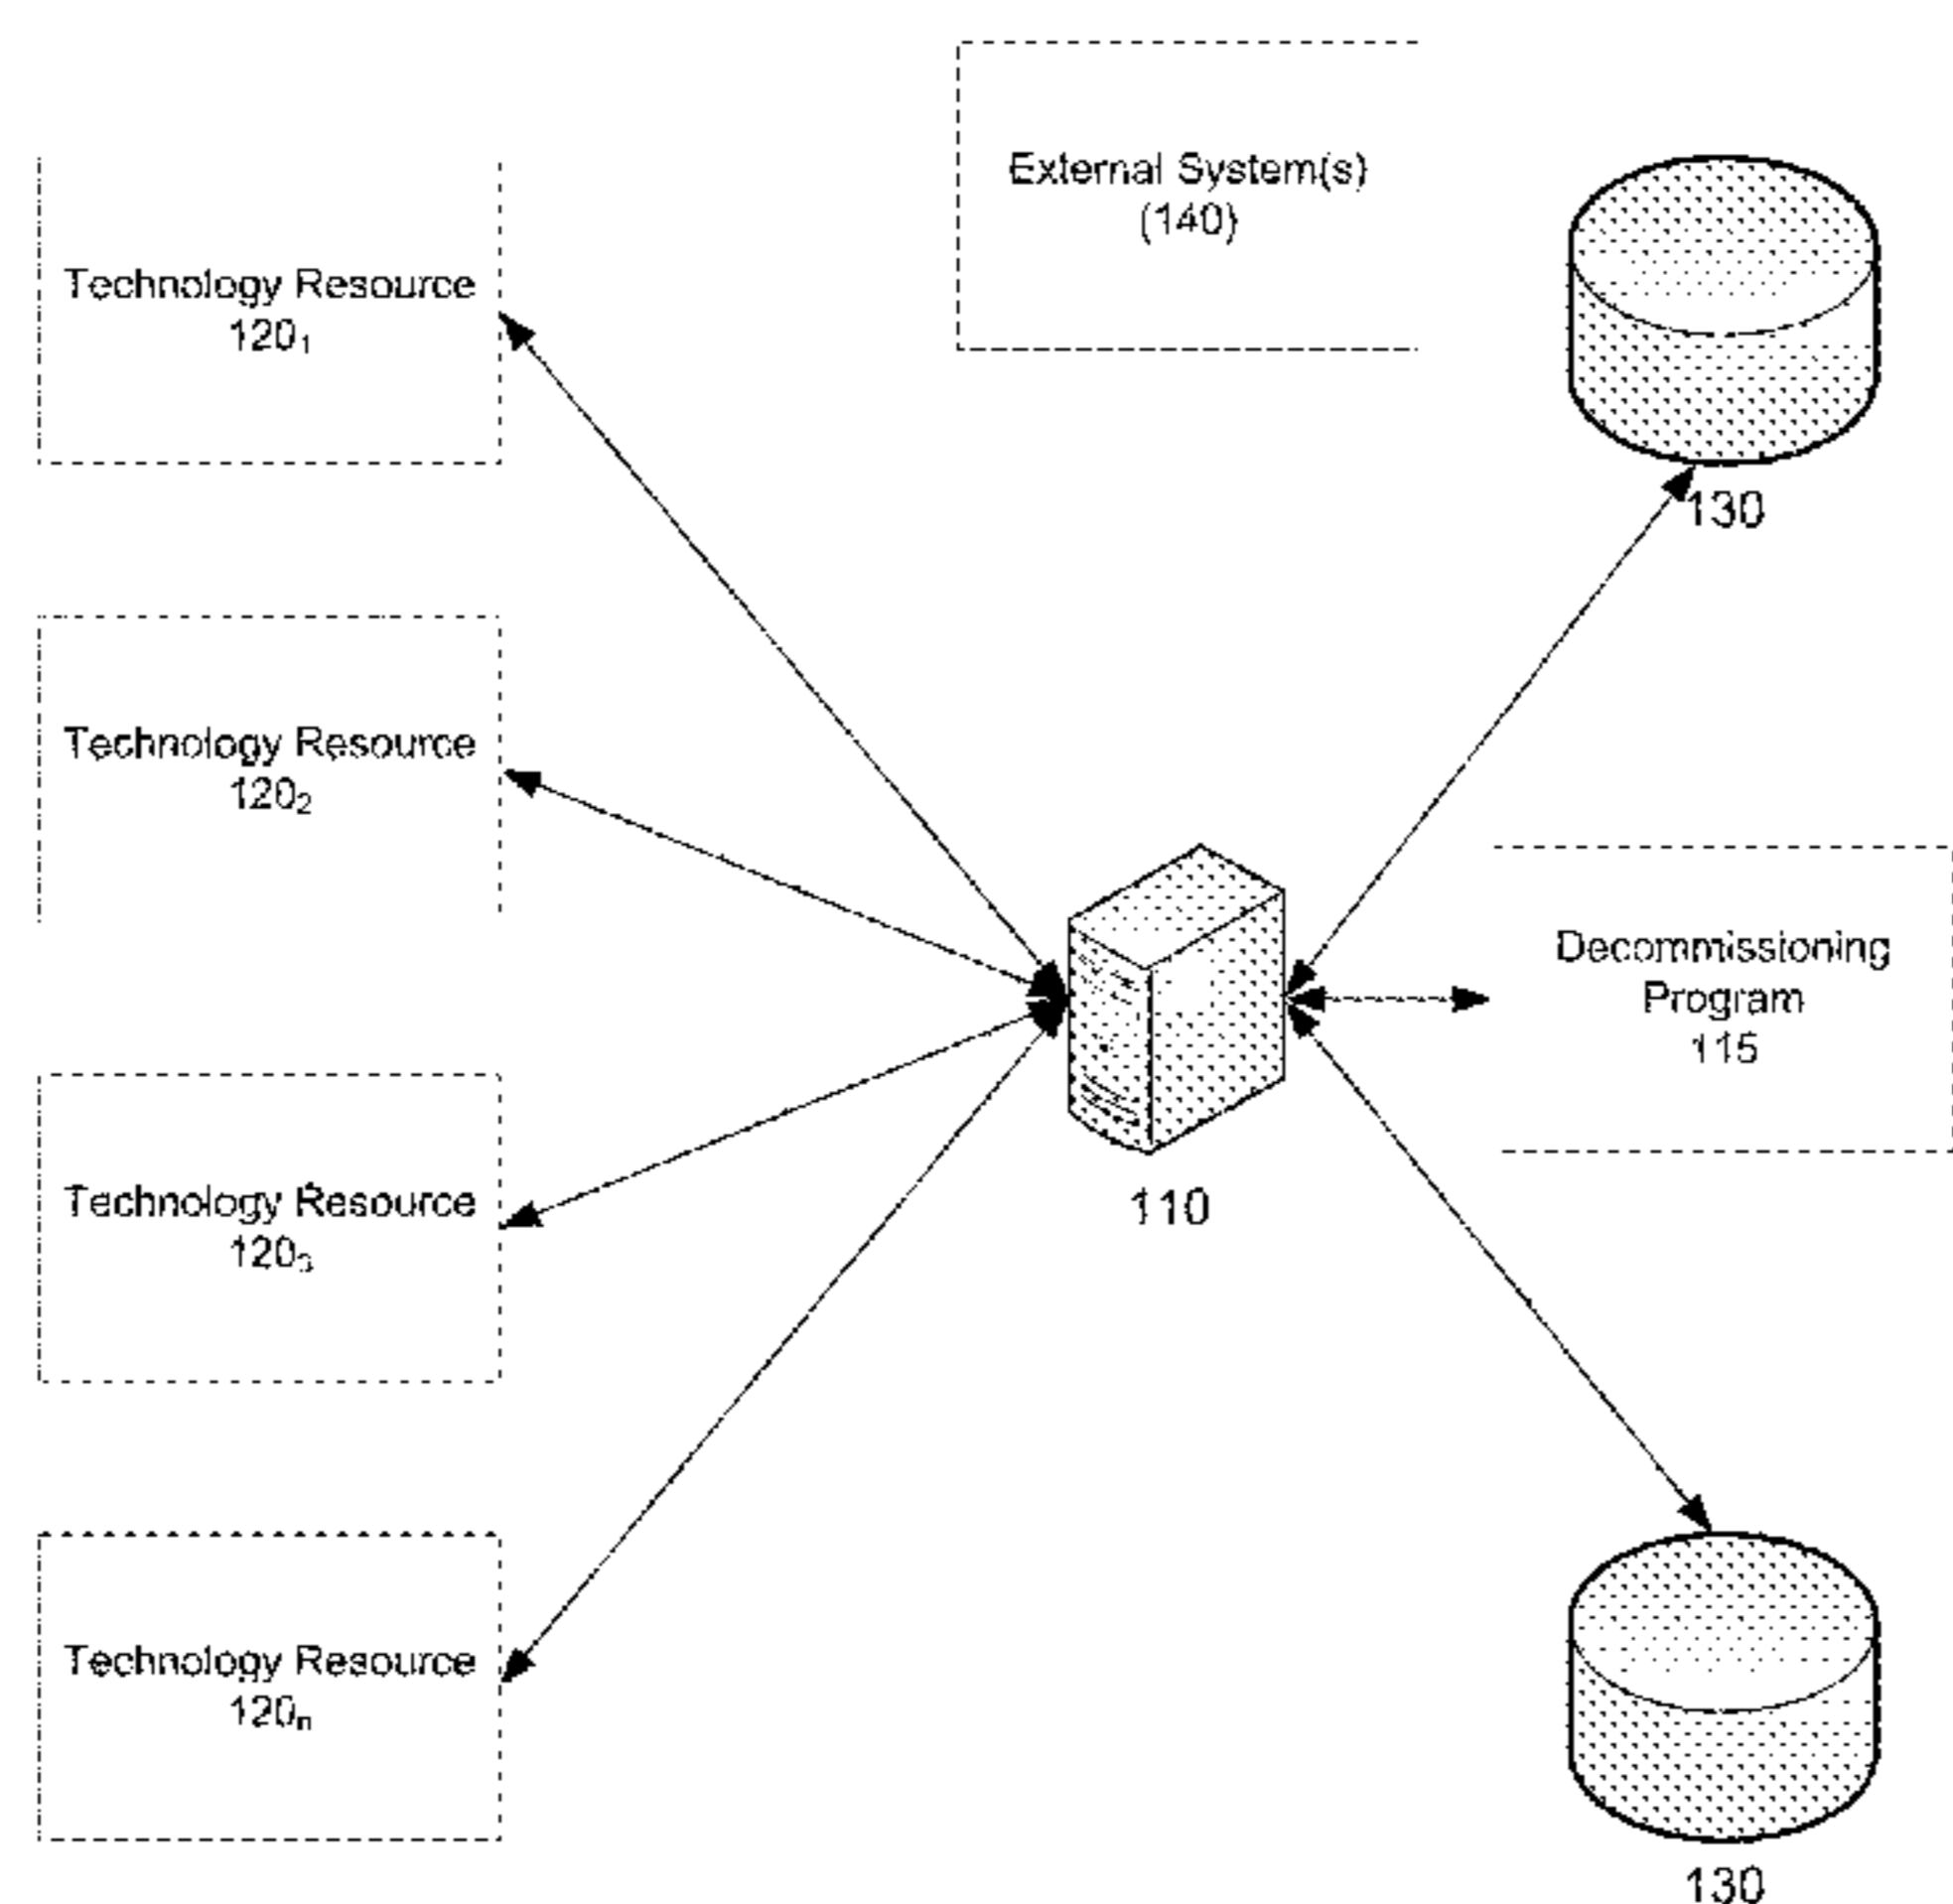 External System(s)
(140)
Technology Resource
120₁
130
Technology Resource
120₂
Decommissioning
Program
115
110
Technology Resource
120₃
Technology Resource
120ₙ
130